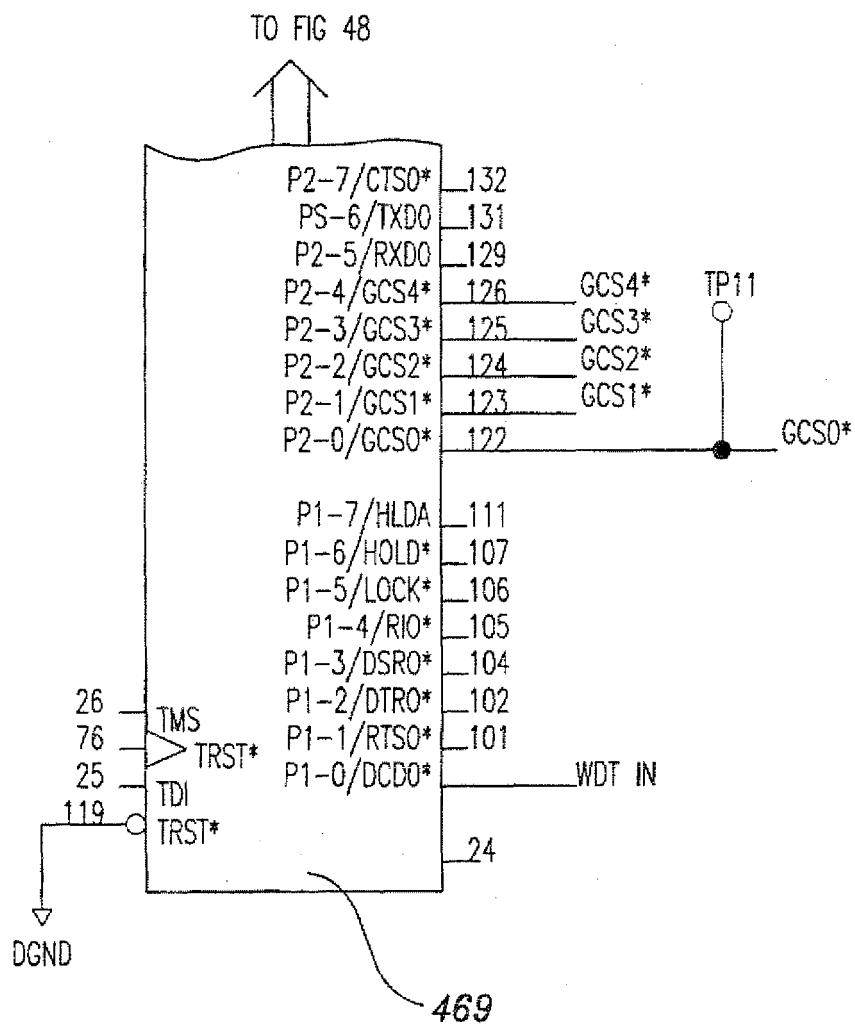 TO FIG 48
P2-7/CTS0* 132
PS-6/TXD0 131
P2-5/RXD0 129
P2-4/GCS4* 126 GCS4* TP11
P2-3/GCS3* 125 GCS3*
P2-2/GCS2* 124 GCS2*
P2-1/GCS1* 123 GCS1*
P2-0/GCS0* 122 GCS0*
P1-7/HLDA 111
P1-6/HOLD* 107
P1-5/LOCK* 106
P1-4/RI0* 105
P1-3/DSR0* 104
26 TMS P1-2/DTR0* 102
76 TRST* P1-1/RTS0* 101
25 TDI P1-0/DCD0* WDT IN
119 TRST*
24
DGND
469